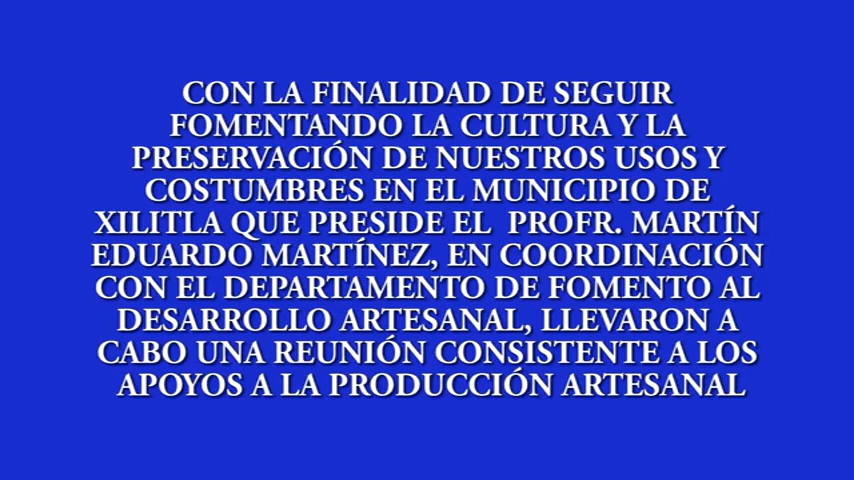 CON LA FINALIDAD DE SEGUIR
FOMENTANDO LA CULTURA Y LA
PRESERVACIÓN DE NUESTROS USOS Y
COSTUMBRES EN EL MUNICIPIO DE
XILITLA QUE PRESIDE EL PROFR. MARTÍN
EDUARDO MARTÍNEZ, EN COORDINACIÓN
CON EL DEPARTAMENTO DE FOMENTO AL
DESARROLLO ARTESANAL, LLEVARON A
CABO UNA REUNIÓN CONSISTENTE A LOS
APOYOS A LA PRODUCCIÓN ARTESANAL